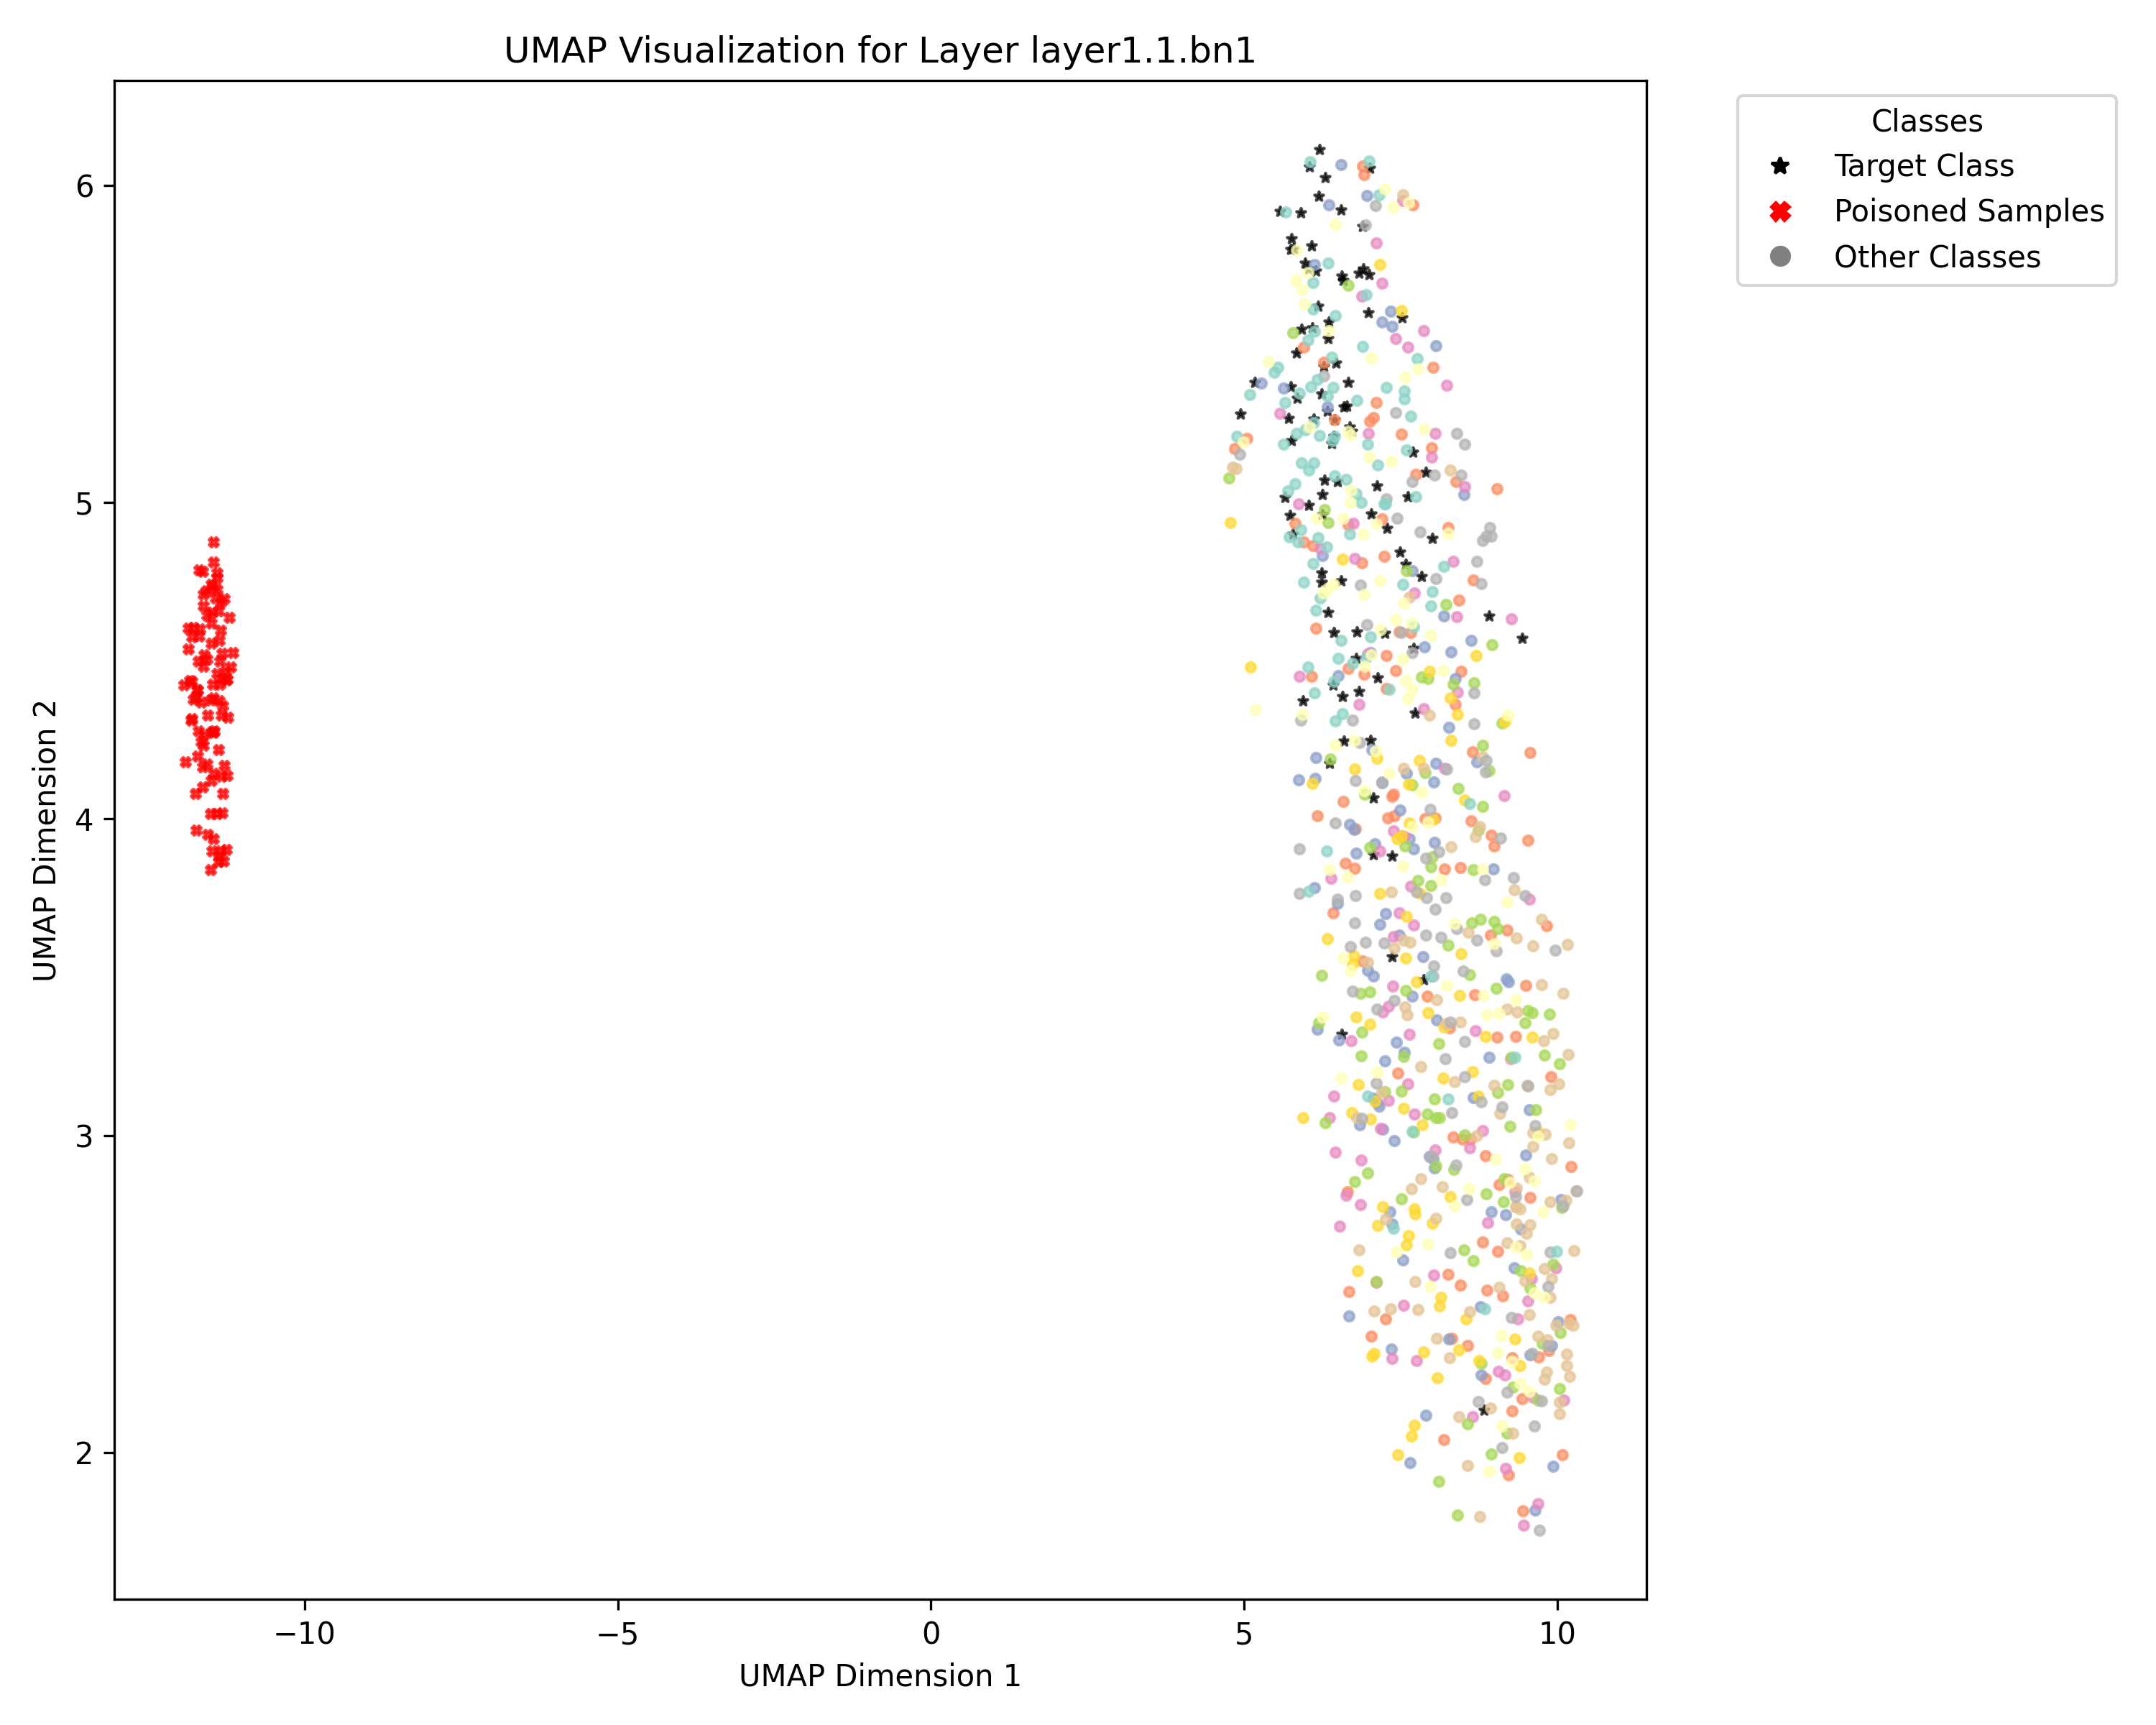 UMAP Visualization for Layer layer1.1.bn1
Classes
Target Class
Poisoned Samples
Other Classes
6
5
4
3
2
UMAP Dimension 2
−10
−5
0
5
10
UMAP Dimension 1